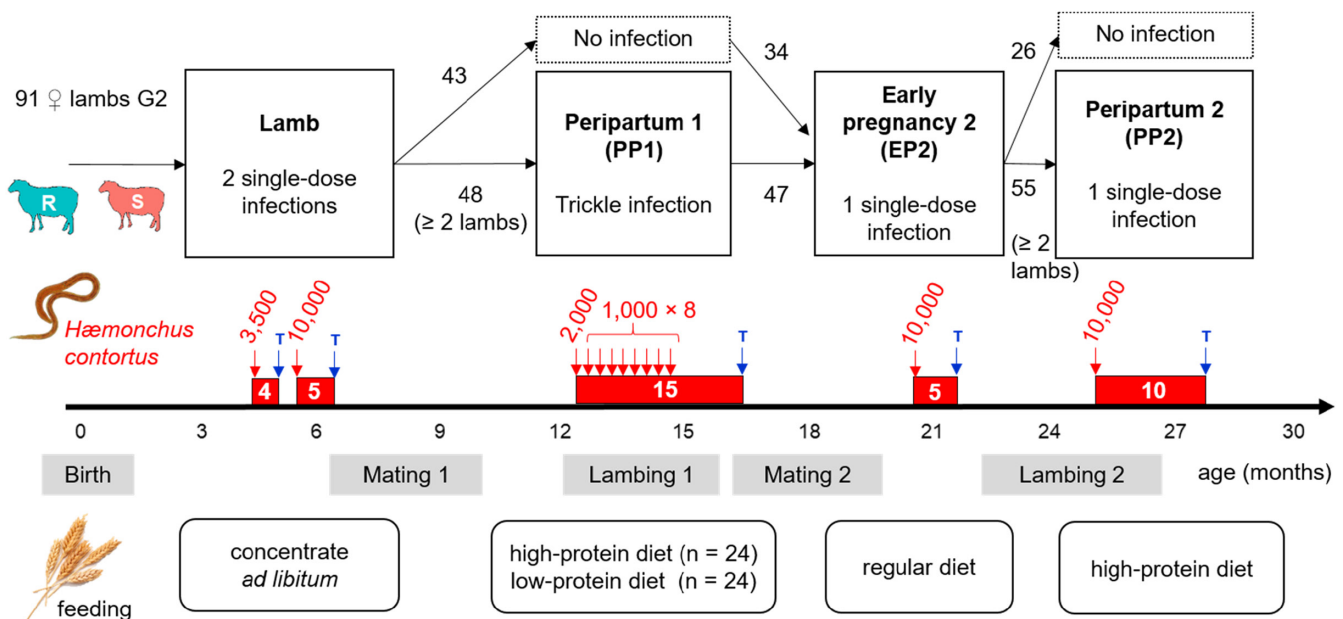 No infection
34
26
No infection
43
91 ♀ lambs G2
Lamb
2 single-dose
infections
R
S
48
(≥ 2 lambs)
Peripartum 1
(PP1)
Trickle infection
47
Early
pregnancy 2
(EP2)
1 single-dose
infection
55
(≥ 2
lambs)
Peripartum 2
(PP2)
1 single-dose
infection
Hæmonchus
contortus
3,500
T
10,000
T
2,000
1,000 × 8
T
10,000
T
10,000
T
4
5
15
5
10
0
3
6
9
12
15
18
21
24
27
30
Birth
Mating 1
Lambing 1
Mating 2
Lambing 2
age (months)
feeding
concentrate
ad libitum
high-protein diet (n = 24)
low-protein diet (n = 24)
regular diet
high-protein diet